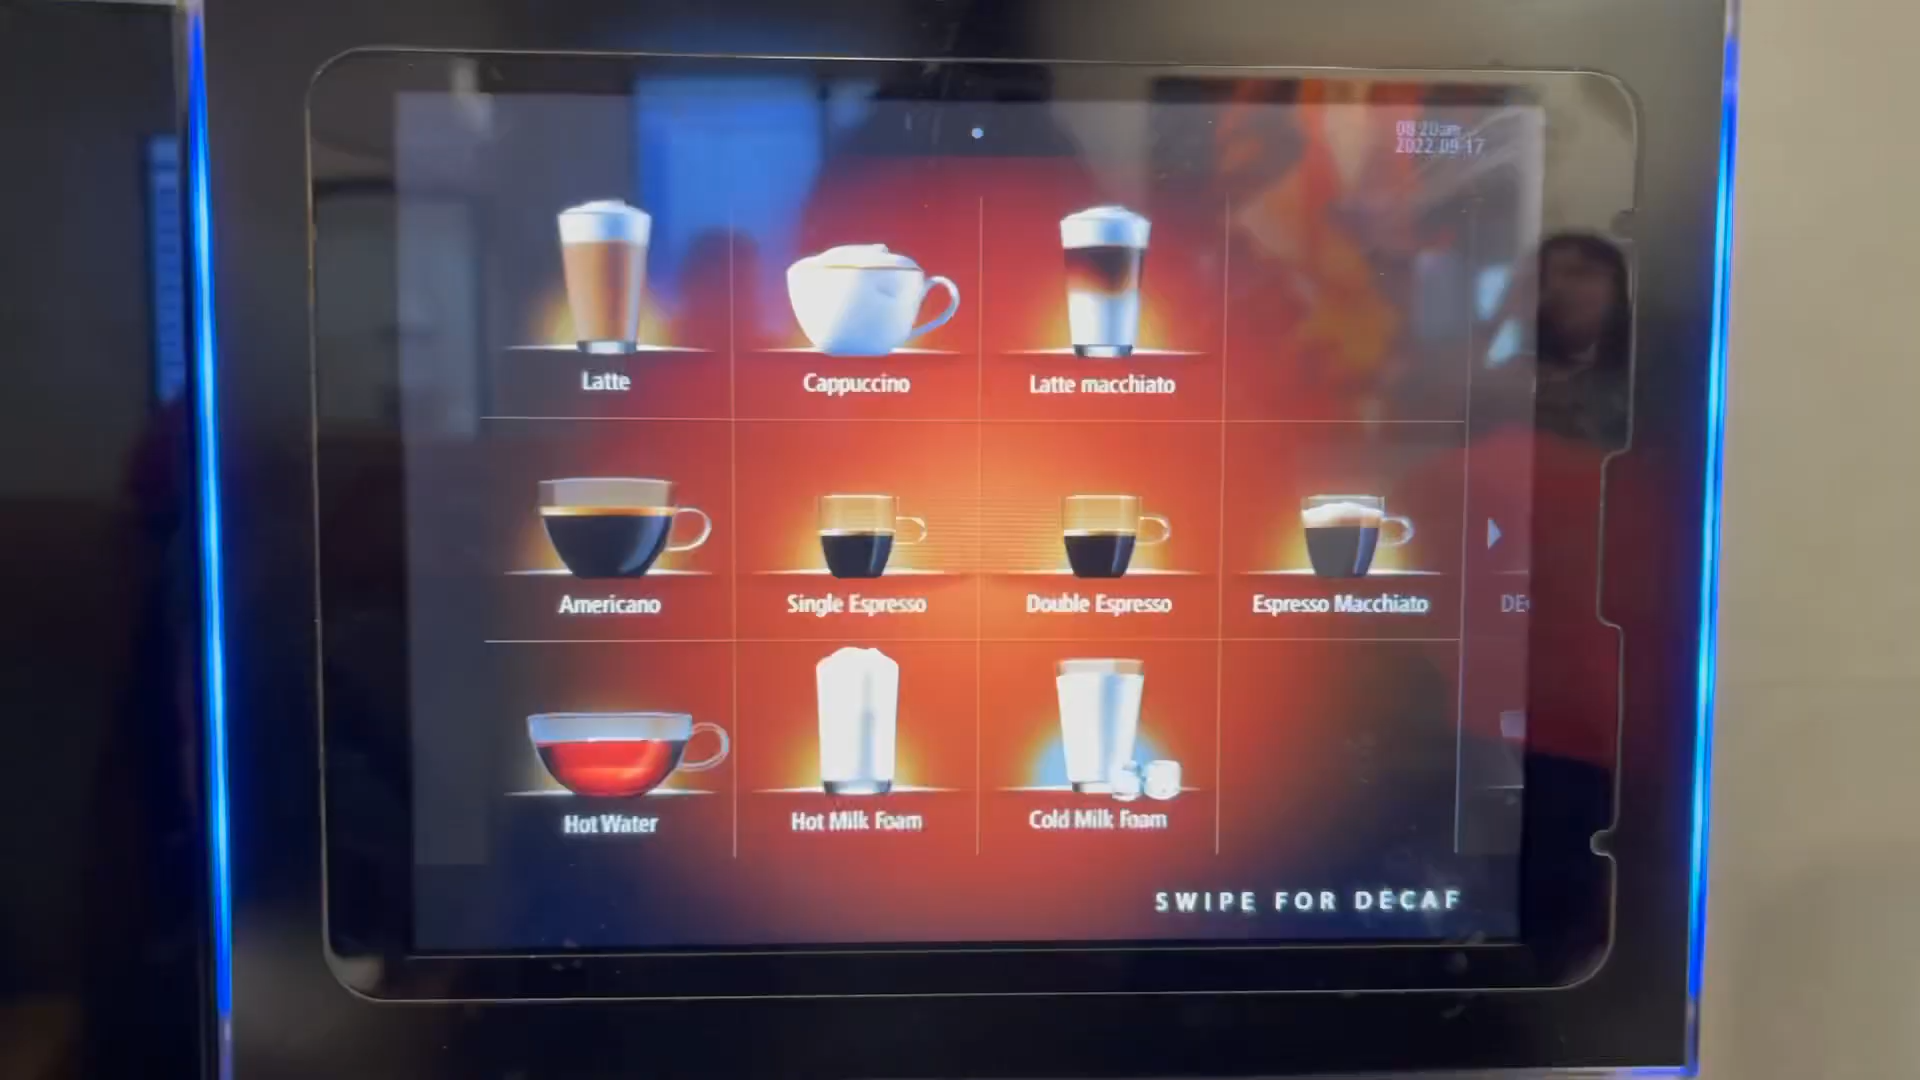 08:20am
2022.09.17
Latte
Cappuccino
Latte macchiato
Americano
Single Espresso
Double Espresso
Espresso Macchiato
Hot Water
Hot Milk Foam
Cold Milk Foam
SWIPE FOR DECAF